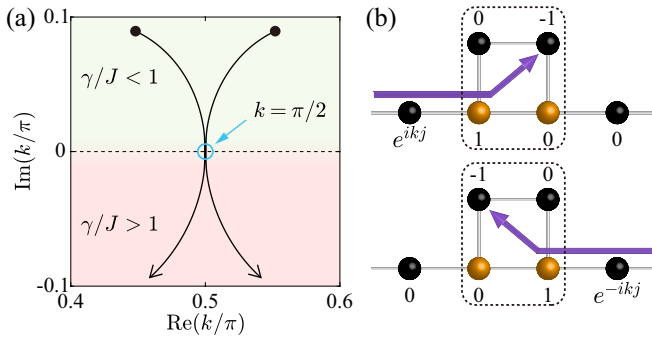 (a)
0.1
γ/J < 1
k = π/2
0
γ/J > 1
-0.1
0.4
0.5
0.6
Im(k/π)
Re(k/π)
(b)
0 -1
e^{ikj} 1 0 0
-1 0
0 0 1 e^{-ikj}